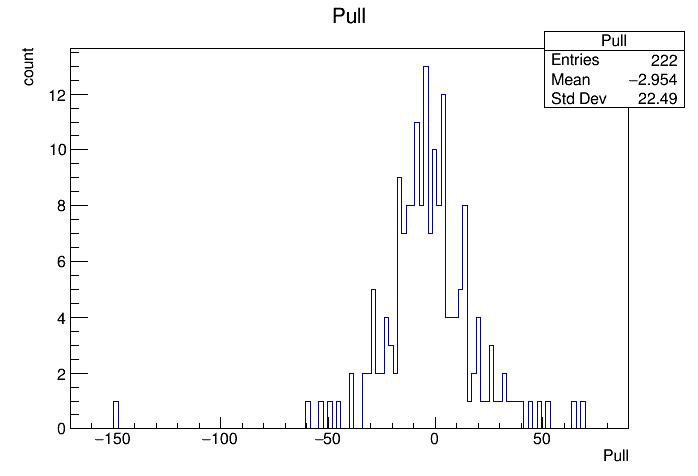 Pull
count
Pull
Entries 222
Mean −2.954
Std Dev 22.49
12
10
8
6
4
2
0
−150 −100 −50 0 50
Pull